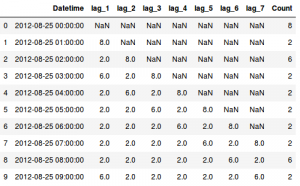 Datetime lag_1 lag_2 lag_3 lag_4 lag_5 lag_6 lag_7 Count
0 2012-08-25 00:00:00 NaN NaN NaN NaN NaN NaN NaN 8
1 2012-08-25 01:00:00 8.0 NaN NaN NaN NaN NaN NaN 2
2 2012-08-25 02:00:00 2.0 8.0 NaN NaN NaN NaN NaN 6
3 2012-08-25 03:00:00 6.0 2.0 8.0 NaN NaN NaN NaN 2
4 2012-08-25 04:00:00 2.0 6.0 2.0 8.0 NaN NaN NaN 2
5 2012-08-25 05:00:00 2.0 2.0 6.0 2.0 8.0 NaN NaN 2
6 2012-08-25 06:00:00 2.0 2.0 2.0 6.0 2.0 8.0 NaN 2
7 2012-08-25 07:00:00 2.0 2.0 2.0 2.0 6.0 2.0 8.0 2
8 2012-08-25 08:00:00 2.0 2.0 2.0 2.0 2.0 6.0 2.0 6
9 2012-08-25 09:00:00 6.0 2.0 2.0 2.0 2.0 2.0 6.0 2